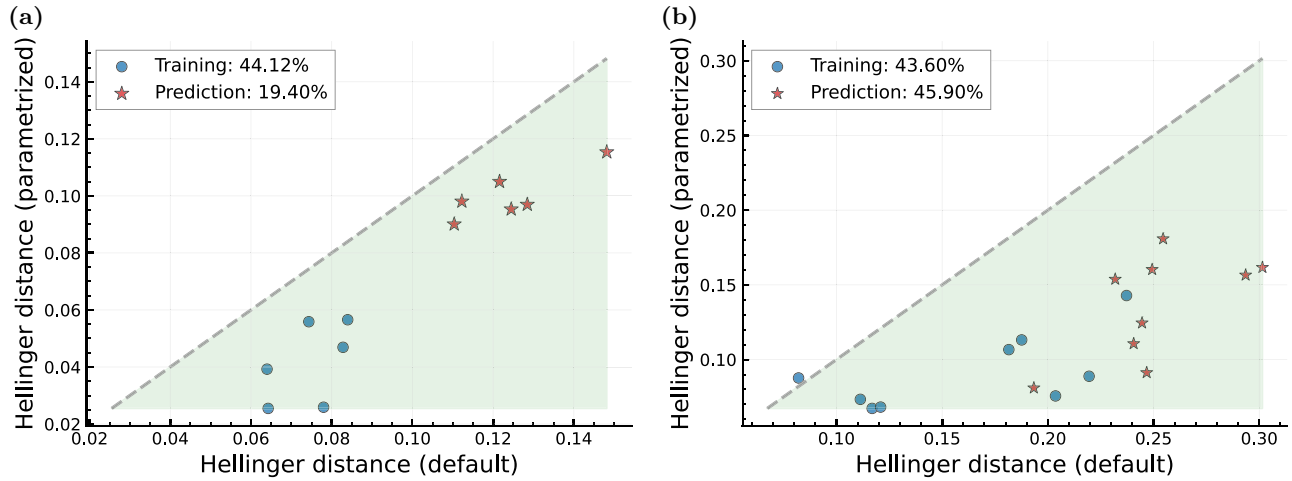 (a)
Hellinger distance (parametrized)
0.14
0.12
0.10
0.08
0.06
0.04
0.02
Training: 44.12%
Prediction: 19.40%
0.02 0.04 0.06 0.08 0.10 0.12 0.14
Hellinger distance (default)
(b)
Hellinger distance (parametrized)
0.30
0.25
0.20
0.15
0.10
Training: 43.60%
Prediction: 45.90%
0.10 0.15 0.20 0.25 0.30
Hellinger distance (default)